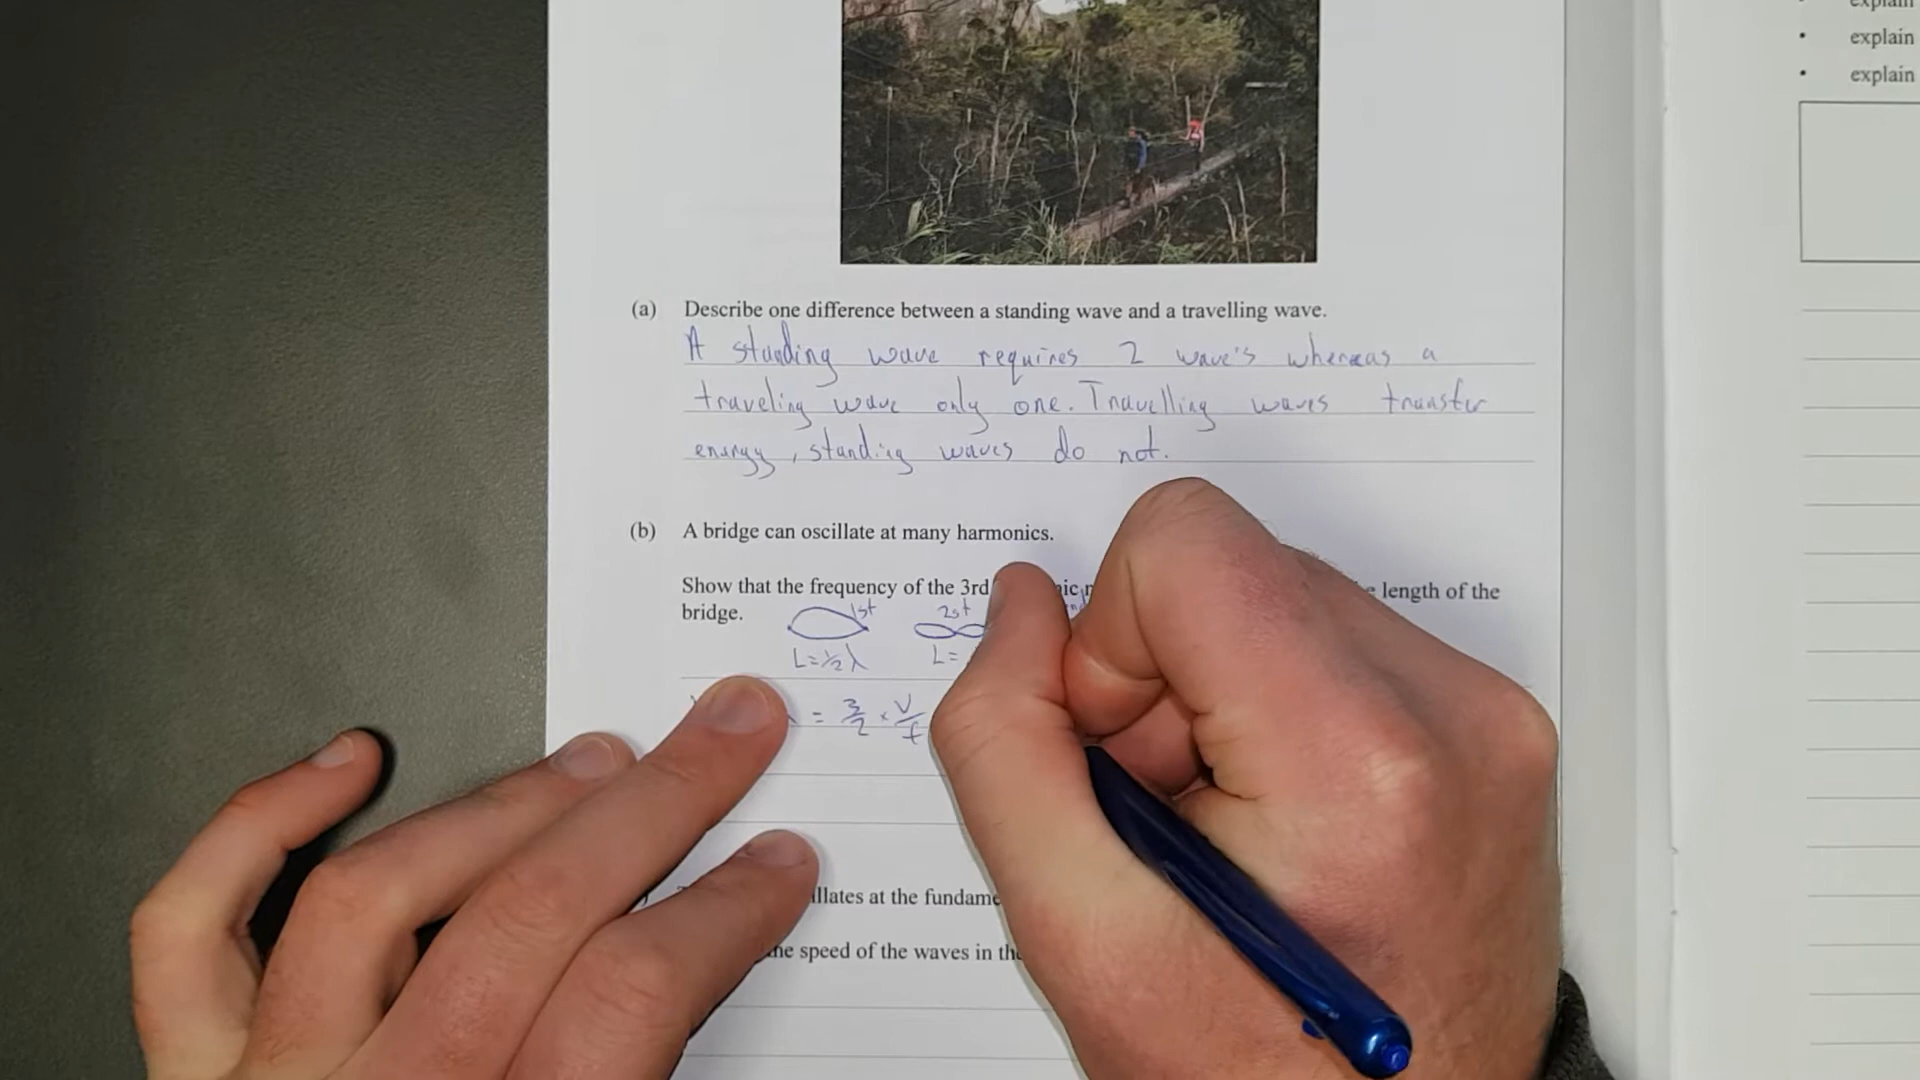 explain
explain
explain
(a) Describe one difference between a standing wave and a travelling wave.
A standing wave requires 2 wave's whereas a
traveling wave only one. Travelling waves transfer
energy, standing waves do not.
(b) A bridge can oscillate at many harmonics.
Show that the frequency of the 3rd length of the
bridge.
1st 2st
L=½λ L=
= 3/2 × V/f
at the fundame
speed of the waves in the